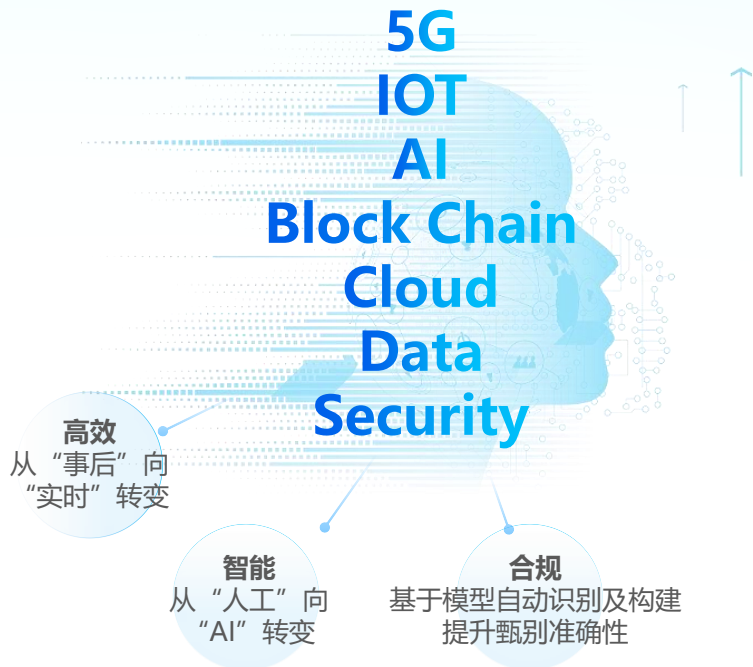 5G
IOT
AI
Block Chain
Cloud
Data
Security
高效
从“事后”向
“实时”转变
智能
从“人工”向
“AI”转变
合规
基于模型自动识别及构建
提升甄别准确性